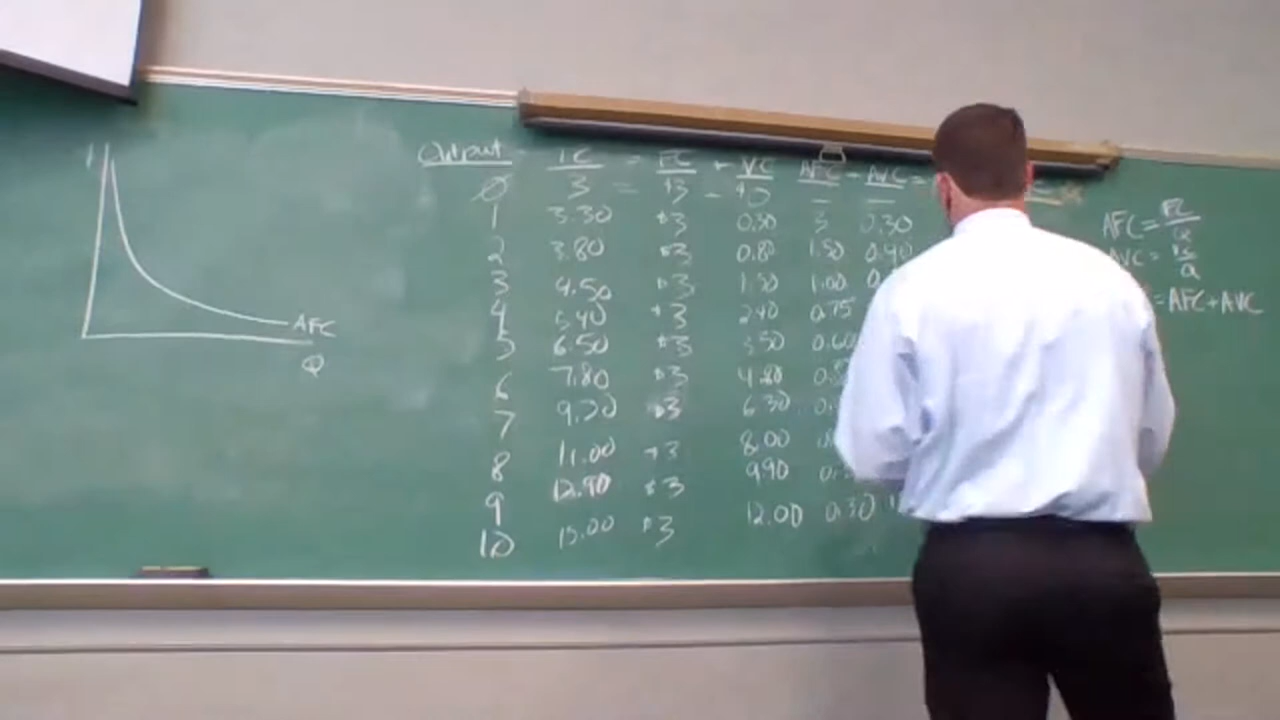 AFC
Q
Output TC = FC + VC AFC + AVC =
0 3 = $3 - $0 — —
1 3.30 $3 0.30 3 0.30
2 3.80 $3 0.80 1.50 0.40
3 4.50 $3 1.50 1.00
4 5.40 $3 2.40 0.75
5 6.50 $3 3.50 0.60
6 7.80 $3 4.80
7 9.30 $3 6.30
8 11.00 $3 8.00
9 12.90 $3 9.90
10 15.00 $3 12.00 0.30
AFC = FC
Q
AVC = VC
Q
= AFC + AVC